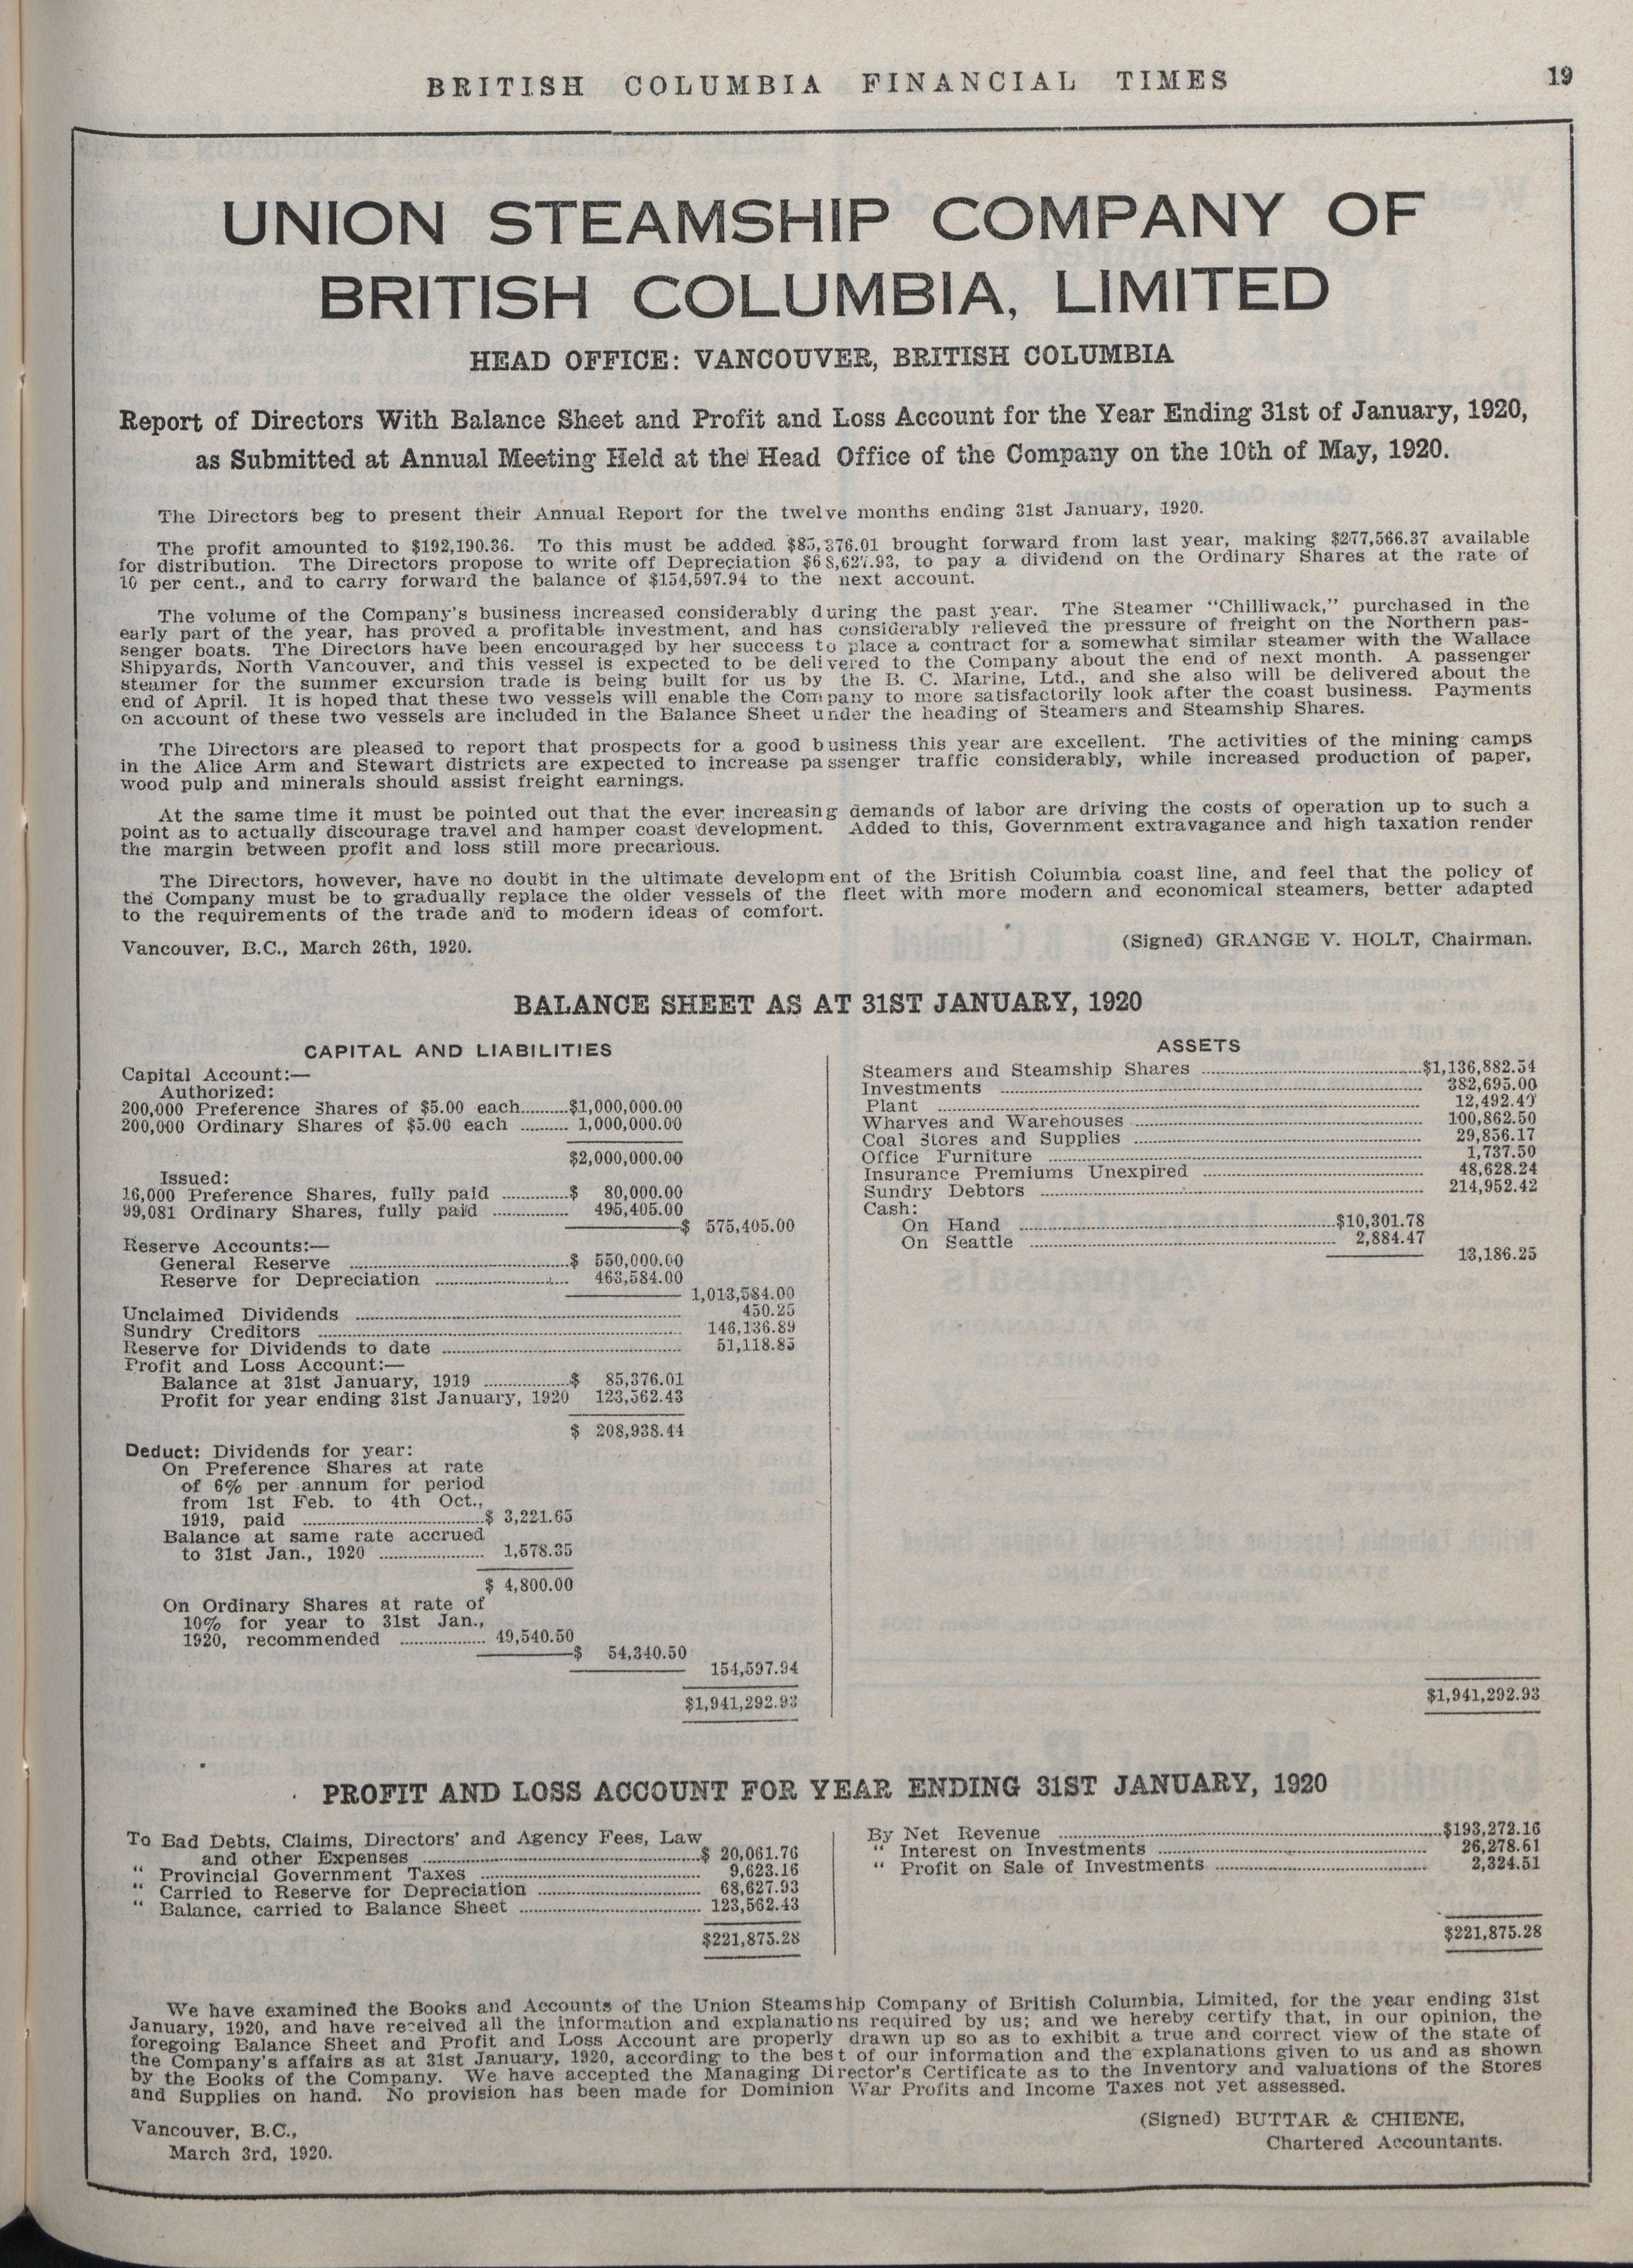 BRITISH COLUMBIA FINANCIAL TIMES 19
UNION STEAMSHIP COMPANY OF
BRITISH COLUMBIA, LIMITED
HEAD OFFICE: VANCOUVER, BRITISH COLUMBIA
Report of Directors With Balance Sheet and Profit and Loss Account for the Year Ending 31st of January, 1920,
as Submitted at Annual Meeting Held at the Head Office of the Company on the 10th of May, 1920.
The Directors beg to present their Annual Report for the twelve months ending 31st January, 1920.
The profit amounted to $192,190.36. To this must be added $85,376.01 brought forward from last year, making $277,566.37 available
for distribution. The Directors propose to write off Depreciation $68,627.93, to pay a dividend on the Ordinary Shares at the rate of
10 per cent., and to carry forward the balance of $154,597.94 to the next account.
The volume of the Company's business increased considerably during the past year. The Steamer "Chilliwack," purchased in the
early part of the year, has proved a profitable investment, and has considerably relieved the pressure of freight on the Northern pas-
senger boats. The Directors have been encouraged by her success to place a contract for a somewhat similar steamer with the Wallace
Shipyards, North Vancouver, and this vessel is expected to be delivered to the Company about the end of next month. A passenger
steamer for the summer excursion trade is being built for us by the B. C. Marine, Ltd., and she also will be delivered about the
end of April. It is hoped that these two vessels will enable the Company to more satisfactorily look after the coast business. Payments
on account of these two vessels are included in the Balance Sheet under the heading of Steamers and Steamship Shares.
The Directors are pleased to report that prospects for a good business this year are excellent. The activities of the mining camps
in the Alice Arm and Stewart districts are expected to increase passenger traffic considerably, while increased production of paper,
wood pulp and minerals should assist freight earnings.
At the same time it must be pointed out that the ever increasing demands of labor are driving the costs of operation up to such a
point as to actually discourage travel and hamper coast development. Added to this, Government extravagance and high taxation render
the margin between profit and loss still more precarious.
The Directors, however, have no doubt in the ultimate development of the British Columbia coast line, and feel that the policy of
the Company must be to gradually replace the older vessels of the fleet with more modern and economical steamers, better adapted
to the requirements of the trade and to modern ideas of comfort.
Vancouver, B.C., March 26th, 1920. (Signed) GRANGE V. HOLT, Chairman.
BALANCE SHEET AS AT 31ST JANUARY, 1920
CAPITAL AND LIABILITIES
Capital Account:—
Authorized:
200,000 Preference Shares of $5.00 each..........$1,000,000.00
200,000 Ordinary Shares of $5.00 each .......... 1,000,000.00
$2,000,000.00
Issued:
16,000 Preference Shares, fully paid ..............$ 80,000.00
99,081 Ordinary Shares, fully paid ................ 495,405.00
$ 575,405.00
Reserve Accounts:—
General Reserve ..............................$ 550,000.00
Reserve for Depreciation .................... 463,584.00
1,013,584.00
Unclaimed Dividends .............................. 450.25
Sundry Creditors .............................. 146,136.89
Reserve for Dividends to date .............................. 51,118.85
Profit and Loss Account:—
Balance at 31st January, 1919 ..................$ 85,376.01
Profit for year ending 31st January, 1920 123,562.43
$ 208,938.44
Deduct: Dividends for year:
On Preference Shares at rate
of 6% per annum for period
from 1st Feb. to 4th Oct.,
1919, paid ..............................$ 3,221.65
Balance at same rate accrued
to 31st Jan., 1920 .................... 1,578.35
$ 4,800.00
On Ordinary Shares at rate of
10% for year to 31st Jan.,
1920, recommended .................. 49,540.50
$ 54,340.50
154,597.94
$1,941,292.93
ASSETS
Steamers and Steamship Shares ..............................$1,136,882.54
Investments .............................. 382,695.00
Plant .............................. 12,492.49
Wharves and Warehouses .............................. 100,862.50
Coal Stores and Supplies .............................. 29,856.17
Office Furniture .............................. 1,737.50
Insurance Premiums Unexpired .............................. 48,628.24
Sundry Debtors .............................. 214,952.42
Cash:
On Hand ..............................$10,301.78
On Seattle .............................. 2,884.47
13,186.25
$1,941,292.93
PROFIT AND LOSS ACCOUNT FOR YEAR ENDING 31ST JANUARY, 1920
To Bad Debts, Claims, Directors' and Agency Fees, Law
and other Expenses ..............................$ 20,061.76
" Provincial Government Taxes .............................. 9,623.16
" Carried to Reserve for Depreciation .............................. 68,627.93
" Balance, carried to Balance Sheet .............................. 123,562.43
$221,875.28
By Net Revenue ..............................$193,272.16
" Interest on Investments .............................. 26,278.61
" Profit on Sale of Investments .............................. 2,324.51
$221,875.28
We have examined the Books and Accounts of the Union Steamship Company of British Columbia, Limited, for the year ending 31st
January, 1920, and have received all the information and explanations required by us; and we hereby certify that, in our opinion, the
foregoing Balance Sheet and Profit and Loss Account are properly drawn up so as to exhibit a true and correct view of the state of
the Company's affairs as at 31st January, 1920, according to the best of our information and the explanations given to us and as shown
by the Books of the Company. We have accepted the Managing Director's Certificate as to the Inventory and valuations of the Stores
and Supplies on hand. No provision has been made for Dominion War Profits and Income Taxes not yet assessed.
(Signed) BUTTAR & CHIENE,
Chartered Accountants.
Vancouver, B.C.,
March 3rd, 1920.